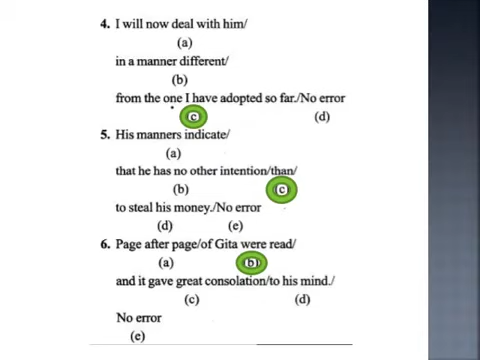 4. I will now deal with him/
(a)
in a manner different/
(b)
from the one I have adopted so far./No error
(c) (d)
5. His manners indicate/
(a)
that he has no other intention/than/
(b) (c)
to steal his money./No error
(d) (e)
6. Page after page/of Gita were read/
(a) (b)
and it gave great consolation/to his mind./
(c) (d)
No error
(e)